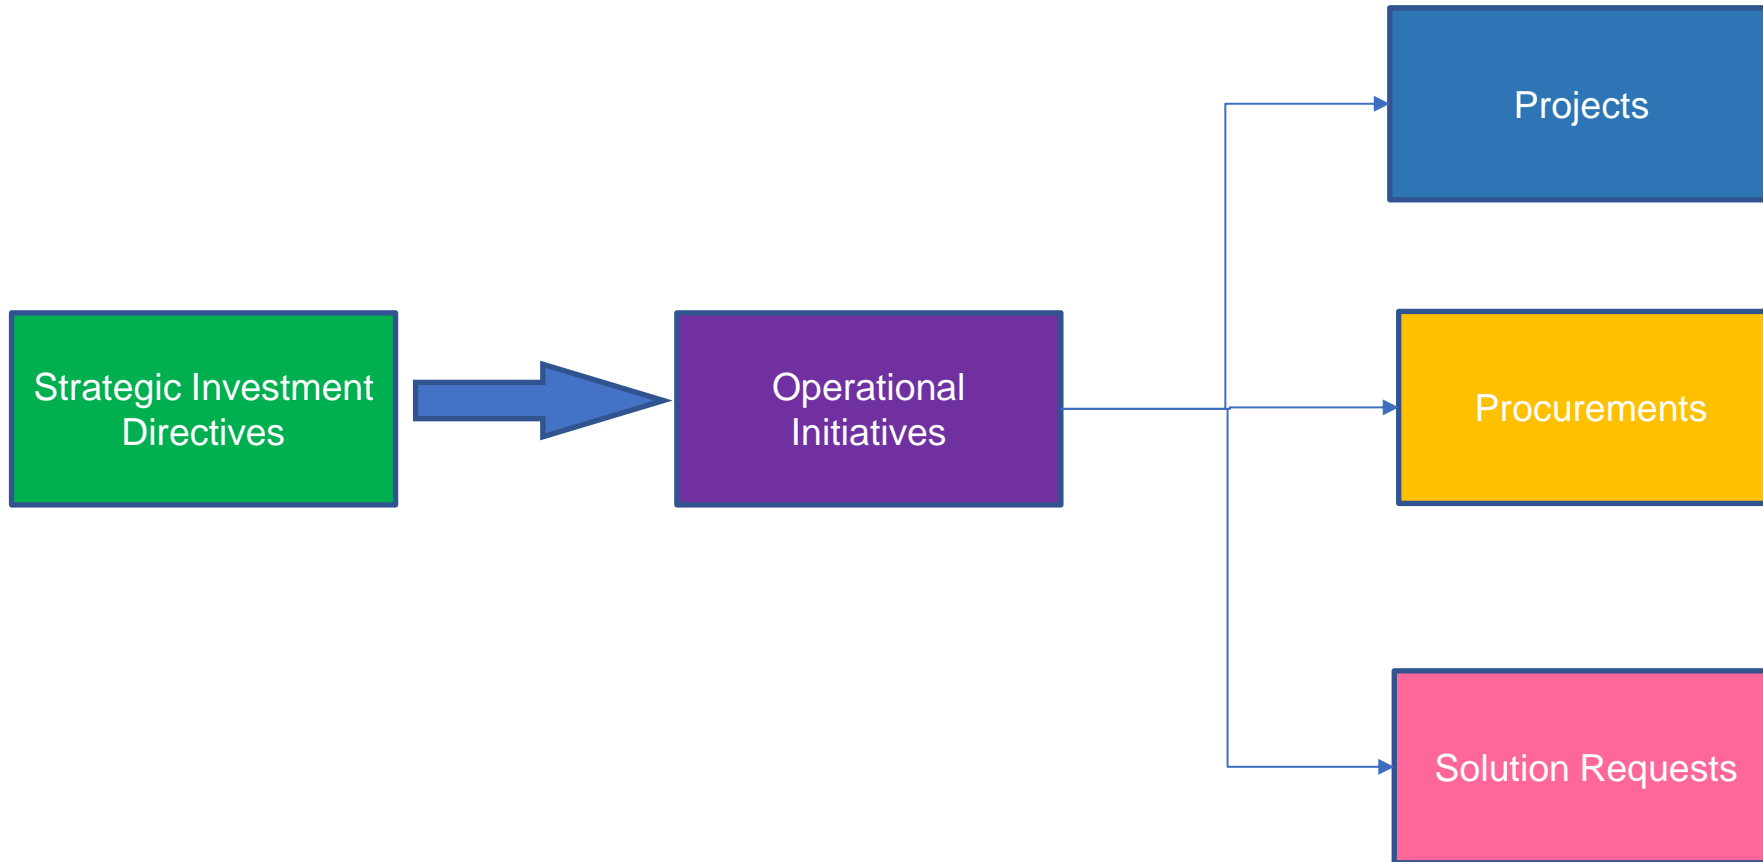 Strategic Investment
Directives
Operational
Initiatives
Projects
Procurements
Solution Requests